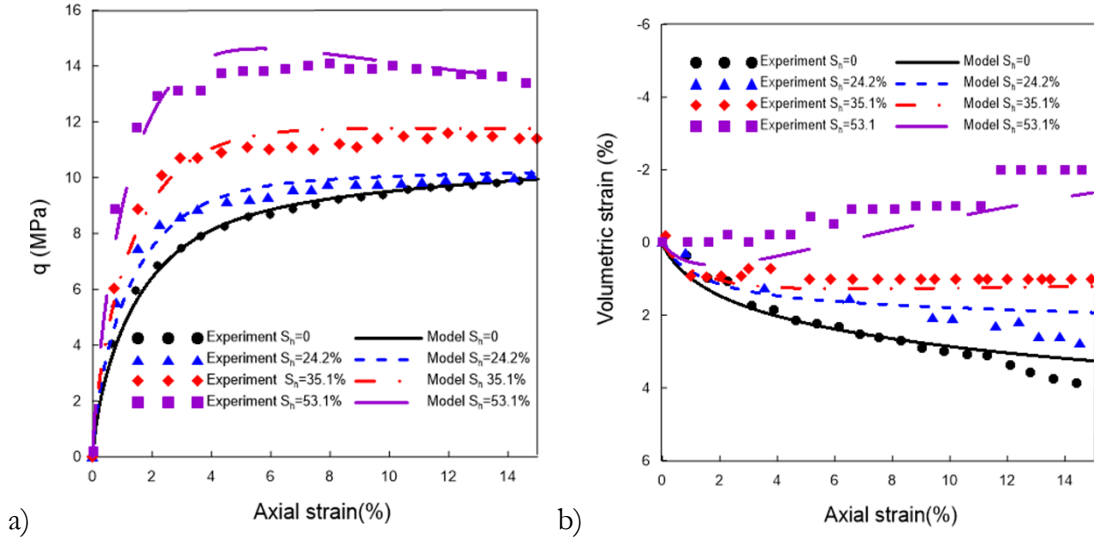 16
14
12
10
8
6
4
2
0
q (MPa)
Experiment Sh=0
Model Sh=0
Experiment Sh=24.2%
Model Sh=24.2%
Experiment Sh=35.1%
Model Sh 35.1%
Experiment Sh=53.1%
Model Sh=53.1%
0 2 4 6 8 10 12 14
Axial strain(%)
a)
-6
-4
-2
0
2
4
6
Volumetric strain (%)
Experiment Sh=0
Model Sh=0
Experiment Sh=24.2%
Model Sh=24.2%
Experiment Sh=35.1%
Model Sh=35.1%
Experiment Sh=53.1
Model Sh=53.1%
0 2 4 6 8 10 12 14
Axial strain(%)
b)